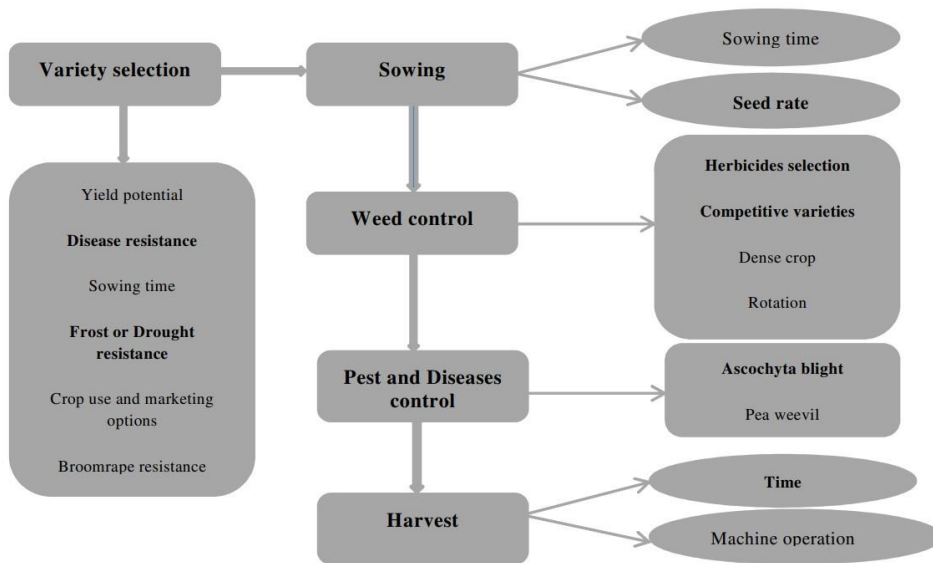 Variety selection
Sowing
Sowing time
Seed rate
Yield potential
Disease resistance
Sowing time
Frost or Drought
resistance
Crop use and marketing
options
Broomrape resistance
Weed control
Herbicides selection
Competitive varieties
Dense crop
Rotation
Pest and Diseases
control
Ascochyta blight
Pea weevil
Harvest
Time
Machine operation